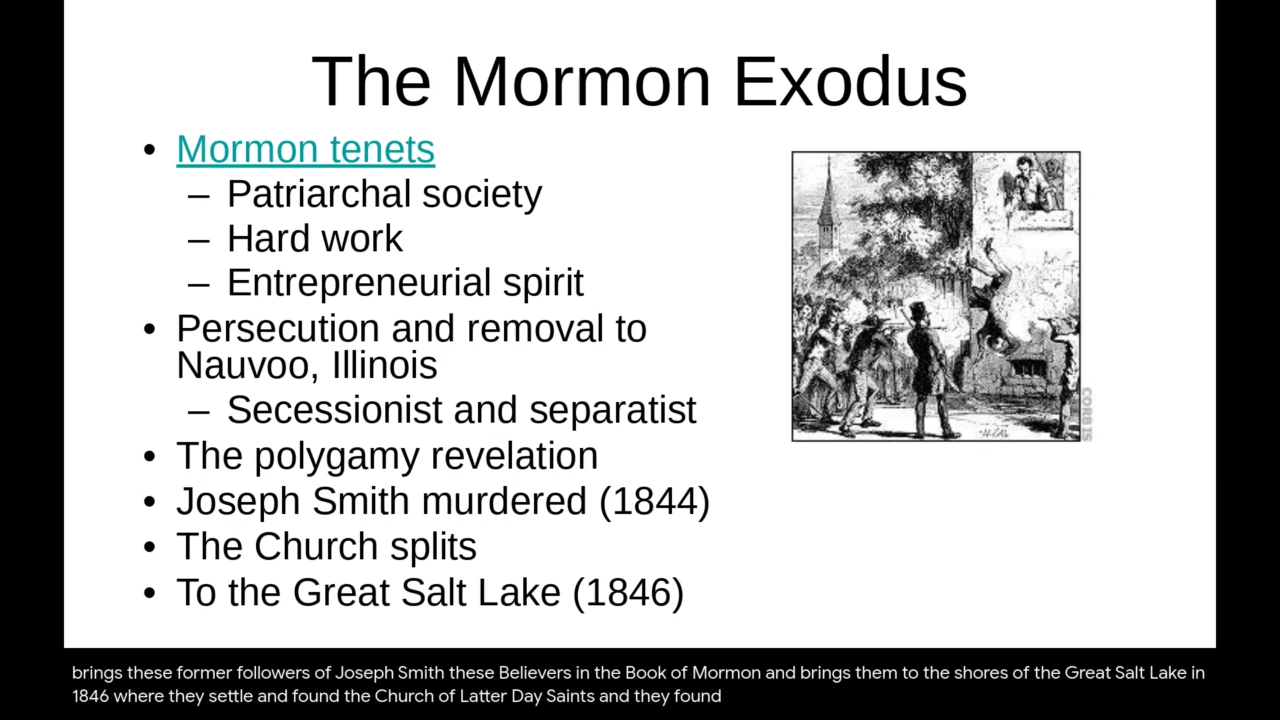 The Mormon Exodus
• Mormon tenets
– Patriarchal society
– Hard work
– Entrepreneurial spirit
• Persecution and removal to
Nauvoo, Illinois
– Secessionist and separatist
• The polygamy revelation
• Joseph Smith murdered (1844)
• The Church splits
• To the Great Salt Lake (1846)
CORBIS
brings these former followers of Joseph Smith these Believers in the Book of Mormon and brings them to the shores of the Great Salt Lake in
1846 where they settle and found the Church of Latter Day Saints and they found